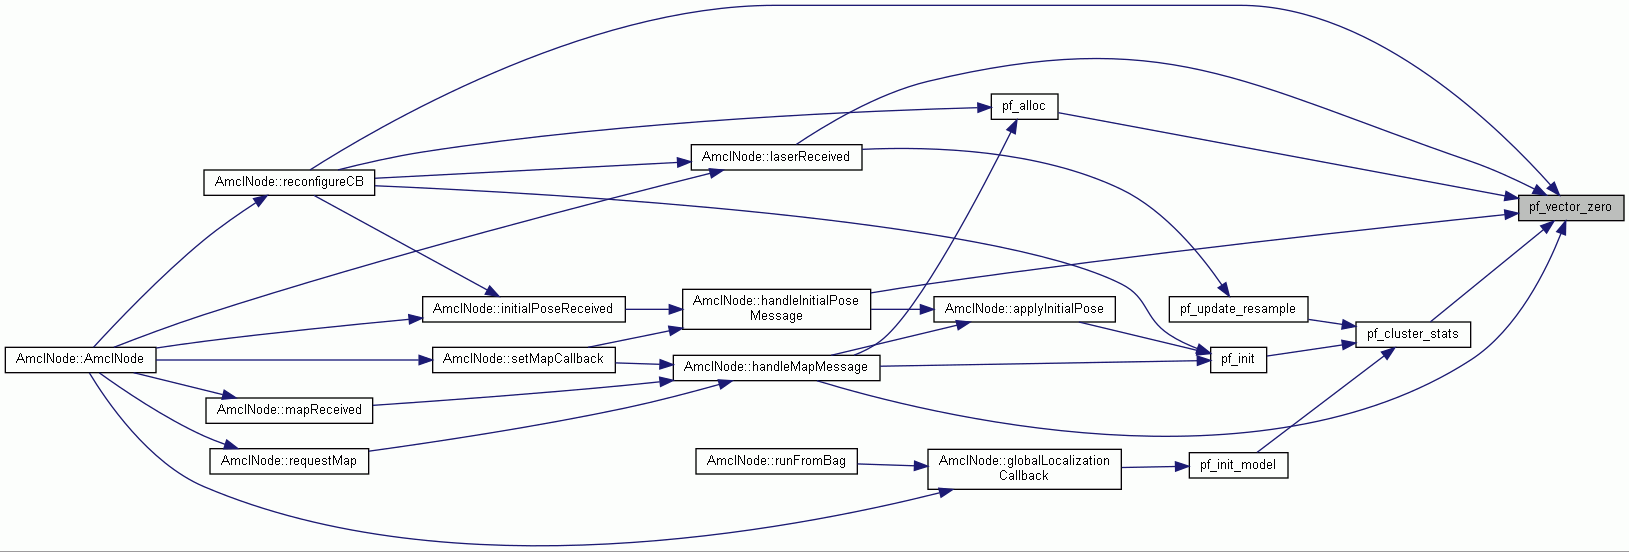 pf_alloc
AmclNode::laserReceived
AmclNode::reconfigureCB
pf_vector_zero
AmclNode::initialPoseReceived
AmclNode::handleInitialPose
Message
AmclNode::applyInitialPose
pf_update_resample
pf_cluster_stats
AmclNode::AmclNode
AmclNode::setMapCallback
AmclNode::handleMapMessage
pf_init
AmclNode::mapReceived
AmclNode::requestMap
AmclNode::runFromBag
AmclNode::globalLocalization
Callback
pf_init_model